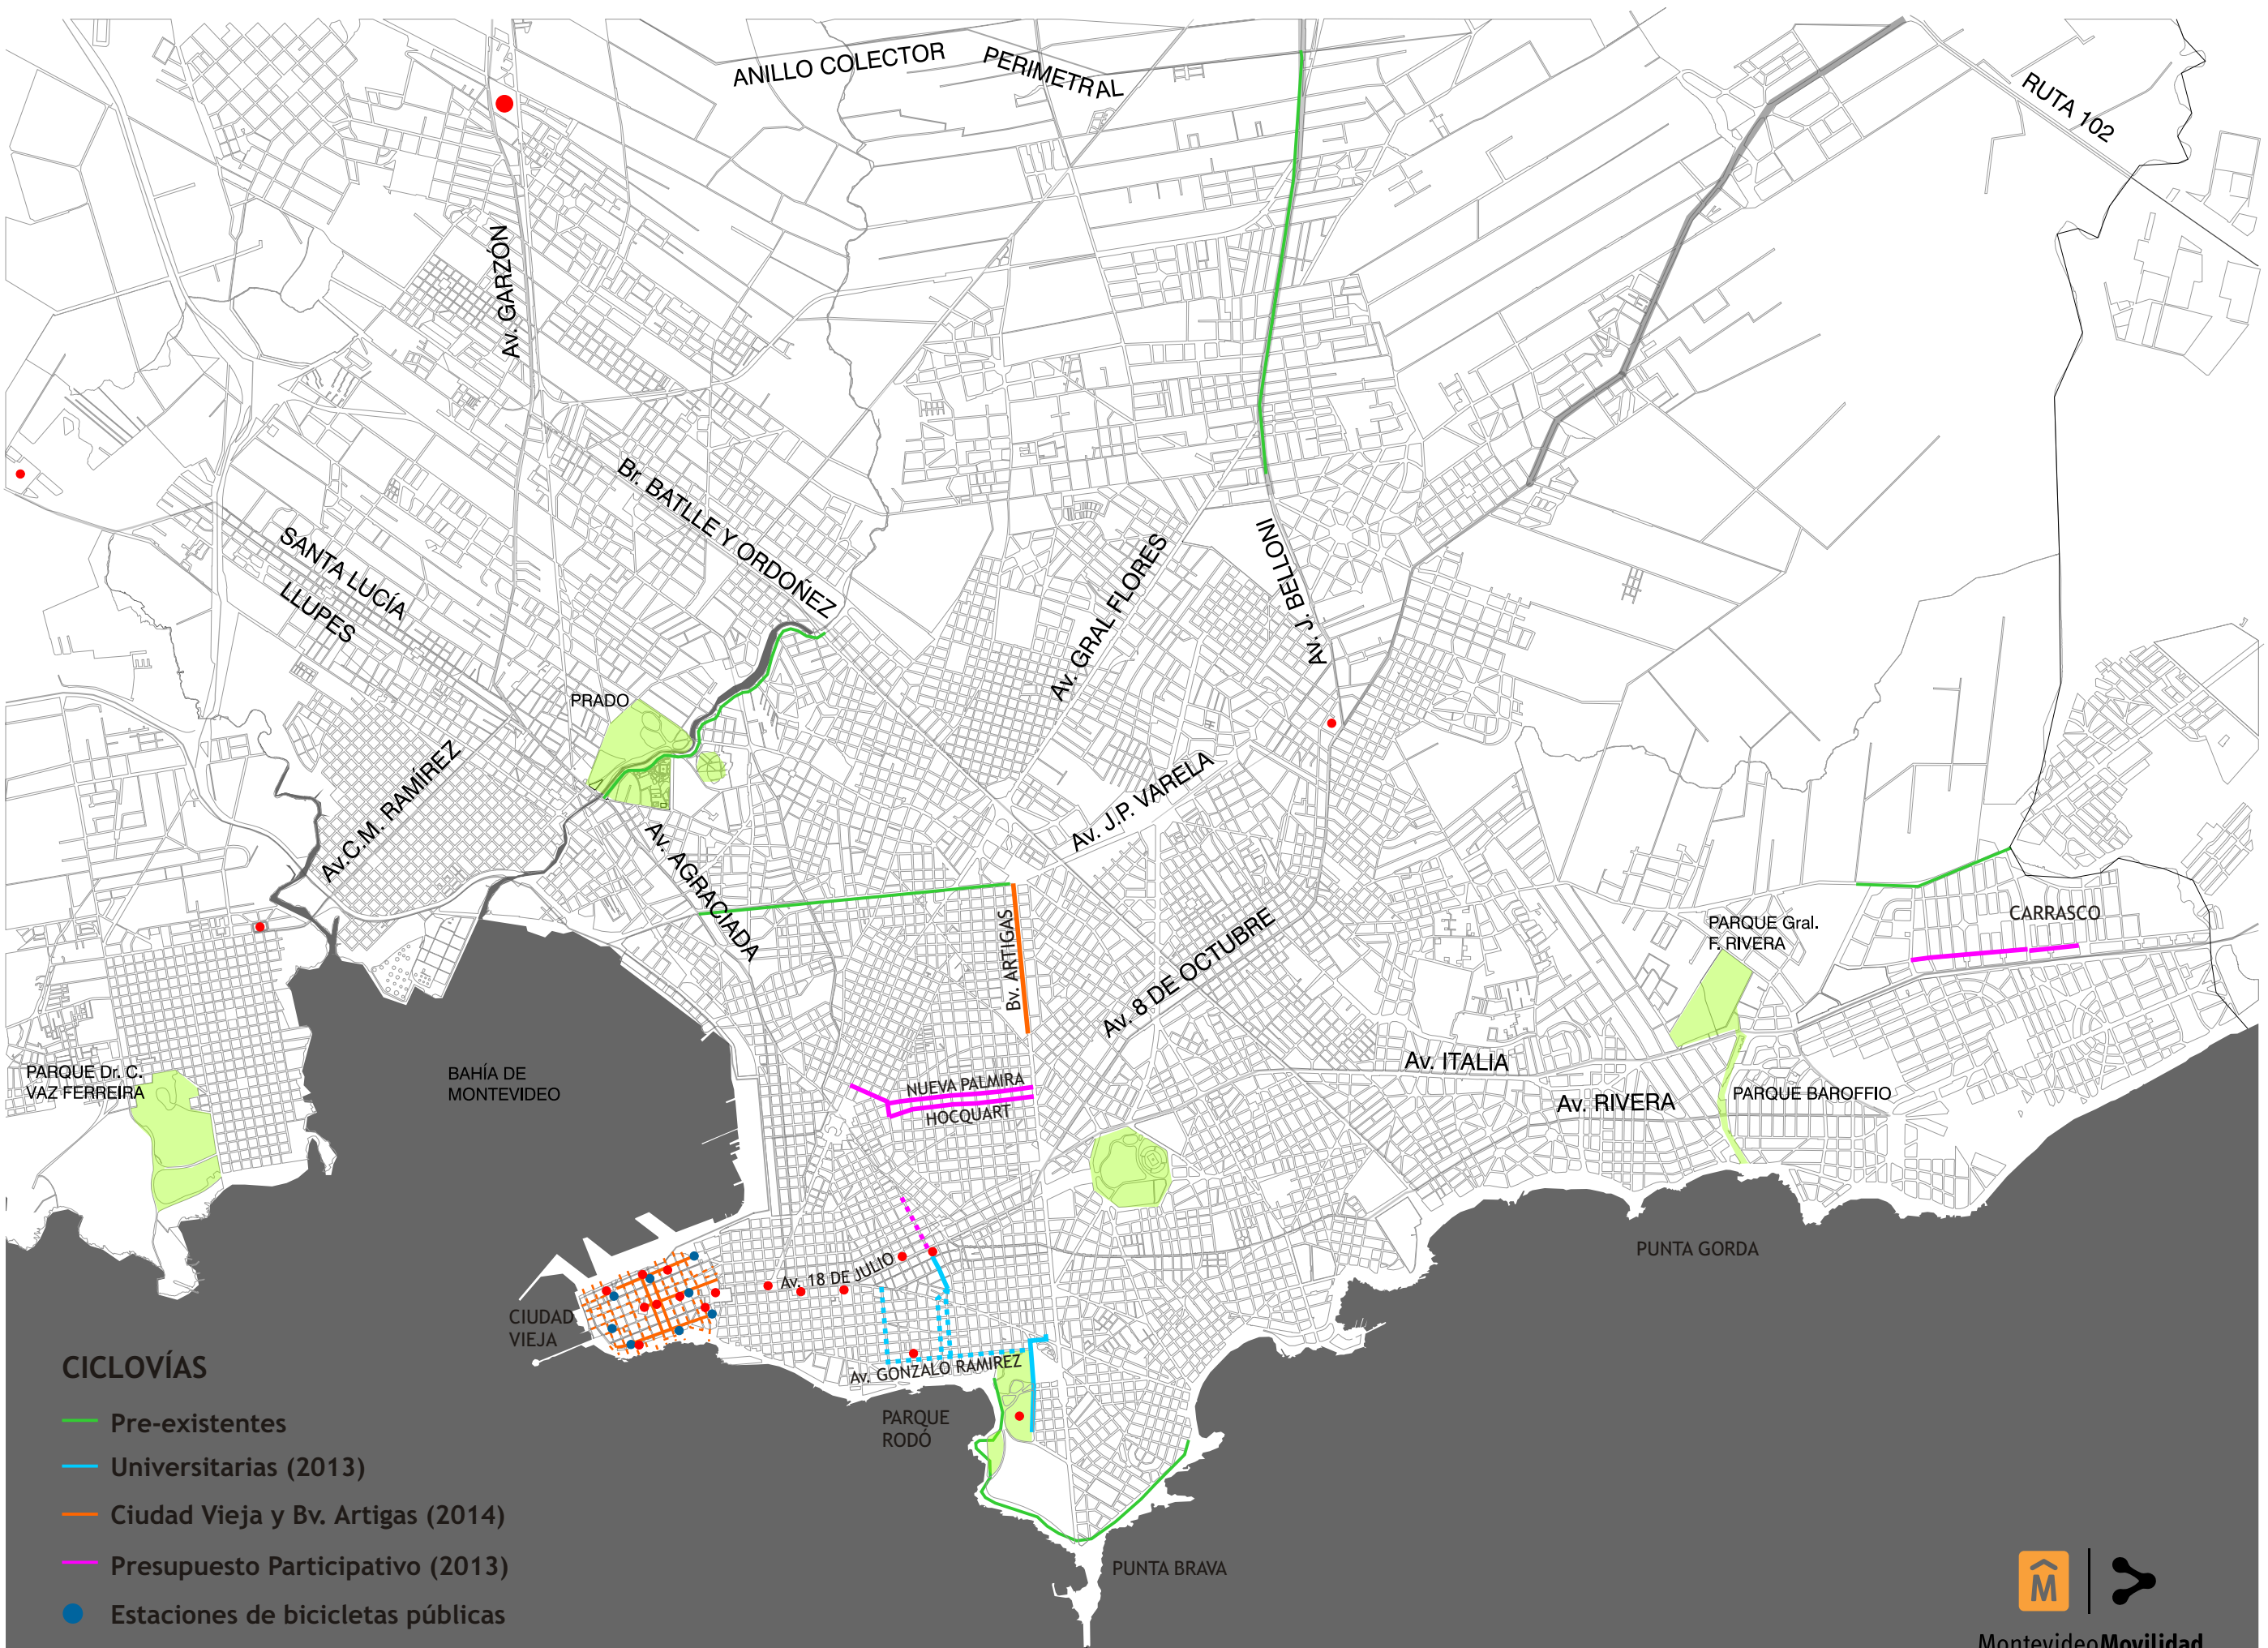 ANILLO COLECTOR
PERIMETRAL
RUTA 102
Av. GARZÓN
Br. BATLLE Y ORDOÑEZ
SANTA LUCÍA
LLUPES
Av. GRAL FLORES
Av. J. BELLONI
PRADO
Av.C.M. RAMÍREZ
Av. J.P. VARELA
Av. AGRACIADA
Bv. ARTIGAS
Av. 8 DE OCTUBRE
PARQUE Gral.
F. RIVERA
CARRASCO
PARQUE Dr. C.
VAZ FERREIRA
BAHÍA DE
MONTEVIDEO
NUEVA PALMIRA
HOCQUART
Av. ITALIA
Av. RIVERA
PARQUE BAROFFIO
PUNTA GORDA
Av. 18 DE JULIO
CIUDAD
VIEJA
Av. GONZALO RAMIREZ
PARQUE
RODÓ
PUNTA BRAVA
CICLOVÍAS
Pre-existentes
Universitarias (2013)
Ciudad Vieja y Bv. Artigas (2014)
Presupuesto Participativo (2013)
Estaciones de bicicletas públicas
M
MontevideoMovilidad